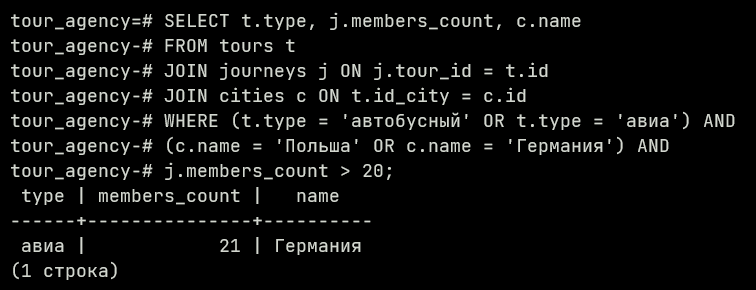 tour_agency=# SELECT t.type, j.members_count, c.name
tour_agency-# FROM tours t
tour_agency-# JOIN journeys j ON j.tour_id = t.id
tour_agency-# JOIN cities c ON t.id_city = c.id
tour_agency-# WHERE (t.type = 'автобусный' OR t.type = 'авиа') AND
tour_agency-# (c.name = 'Польша' OR c.name = 'Германия') AND
tour_agency-# j.members_count > 20;
 type | members_count |   name
------+---------------+----------
 авиа |            21 | Германия
(1 строка)